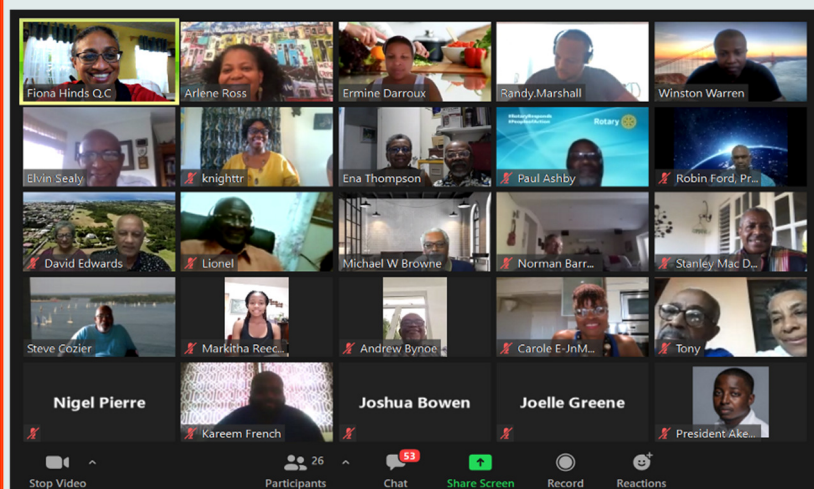 Fiona Hinds Q.C
Arlene Ross
Ermine Darroux
Randy.Marshall
Winston Warren
Elvin Sealy
knighttr
Ena Thompson
#RotaryResponds
#PeopleofAction
Rotary
Paul Ashby
Robin Ford, Pr...
David Edwards
Lionel
Michael W Browne
Norman Barr...
Stanley Mac D...
Steve Cozier
Markitha Reec...
Andrew Bynoe
Carole E-JnM...
Tony
Nigel Pierre
Kareem French
Joshua Bowen
Joelle Greene
President Ake...
Stop Video
Participants
26
Chat
53
Share Screen
Record
Reactions